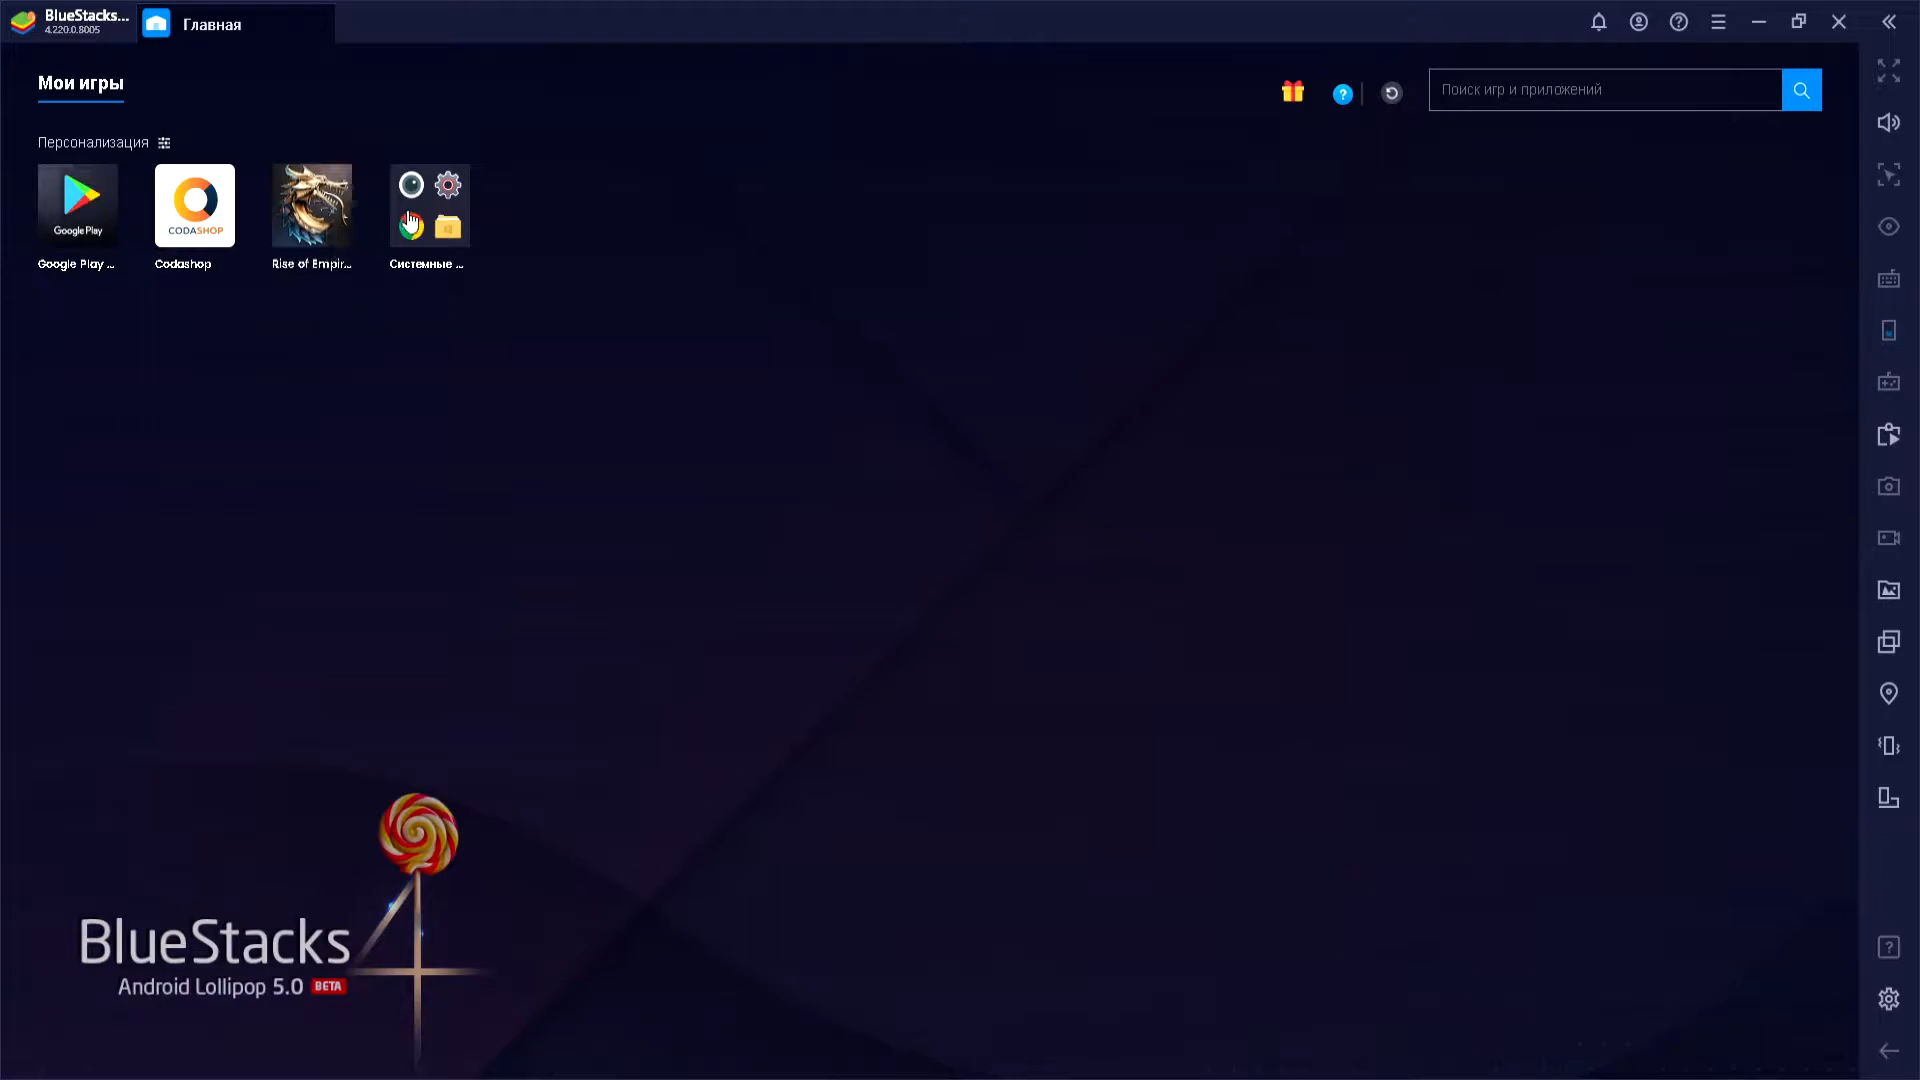 BlueStacks...
4.220.0.8005
Главная
Мои игры
Поиск игр и приложений
Персонализация
Google Play
CODASHOP
Google Play ...
Codashop
Rise of Empir...
Системные ...
BlueStacks 4
Android Lollipop 5.0 BETA